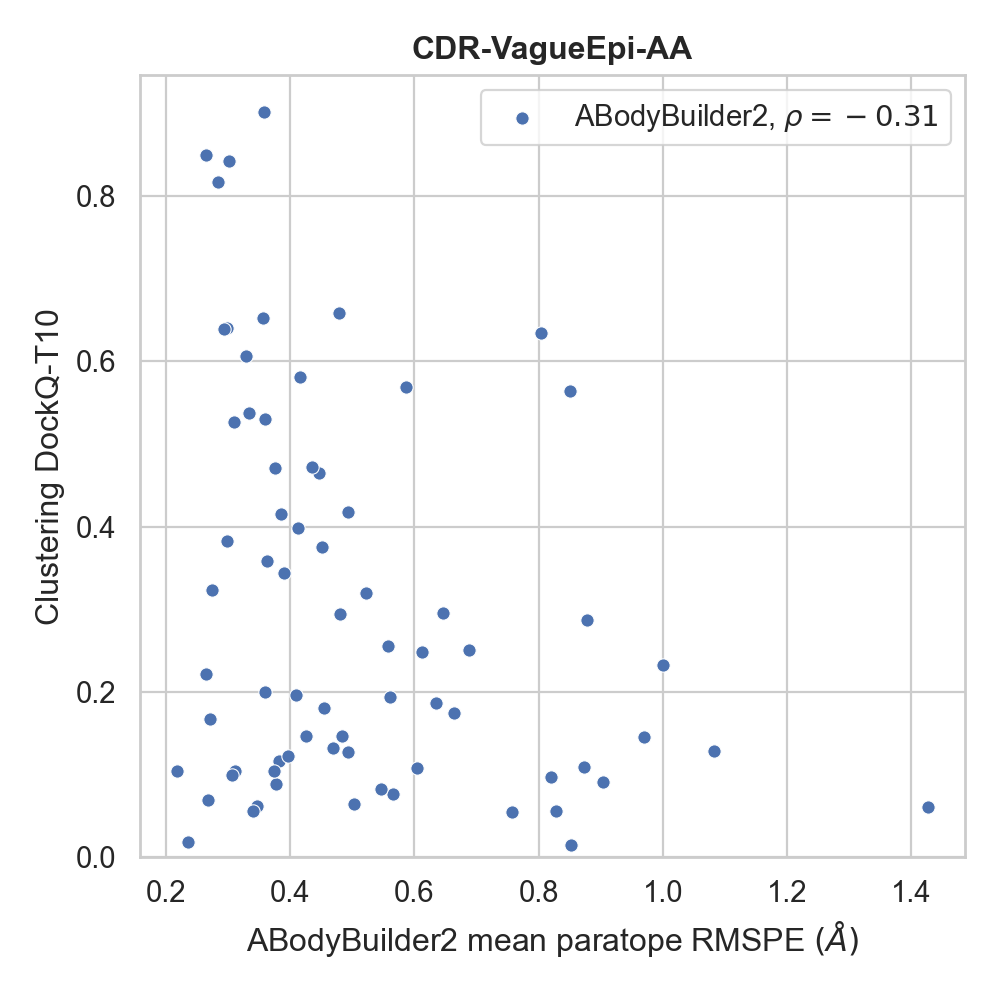 CDR-VagueEpi-AA
ABodyBuilder2, ρ = − 0.31
Clustering DockQ-T10
0.8
0.6
0.4
0.2
0.0
0.2 0.4 0.6 0.8 1.0 1.2 1.4
ABodyBuilder2 mean paratope RMSPE (Å)